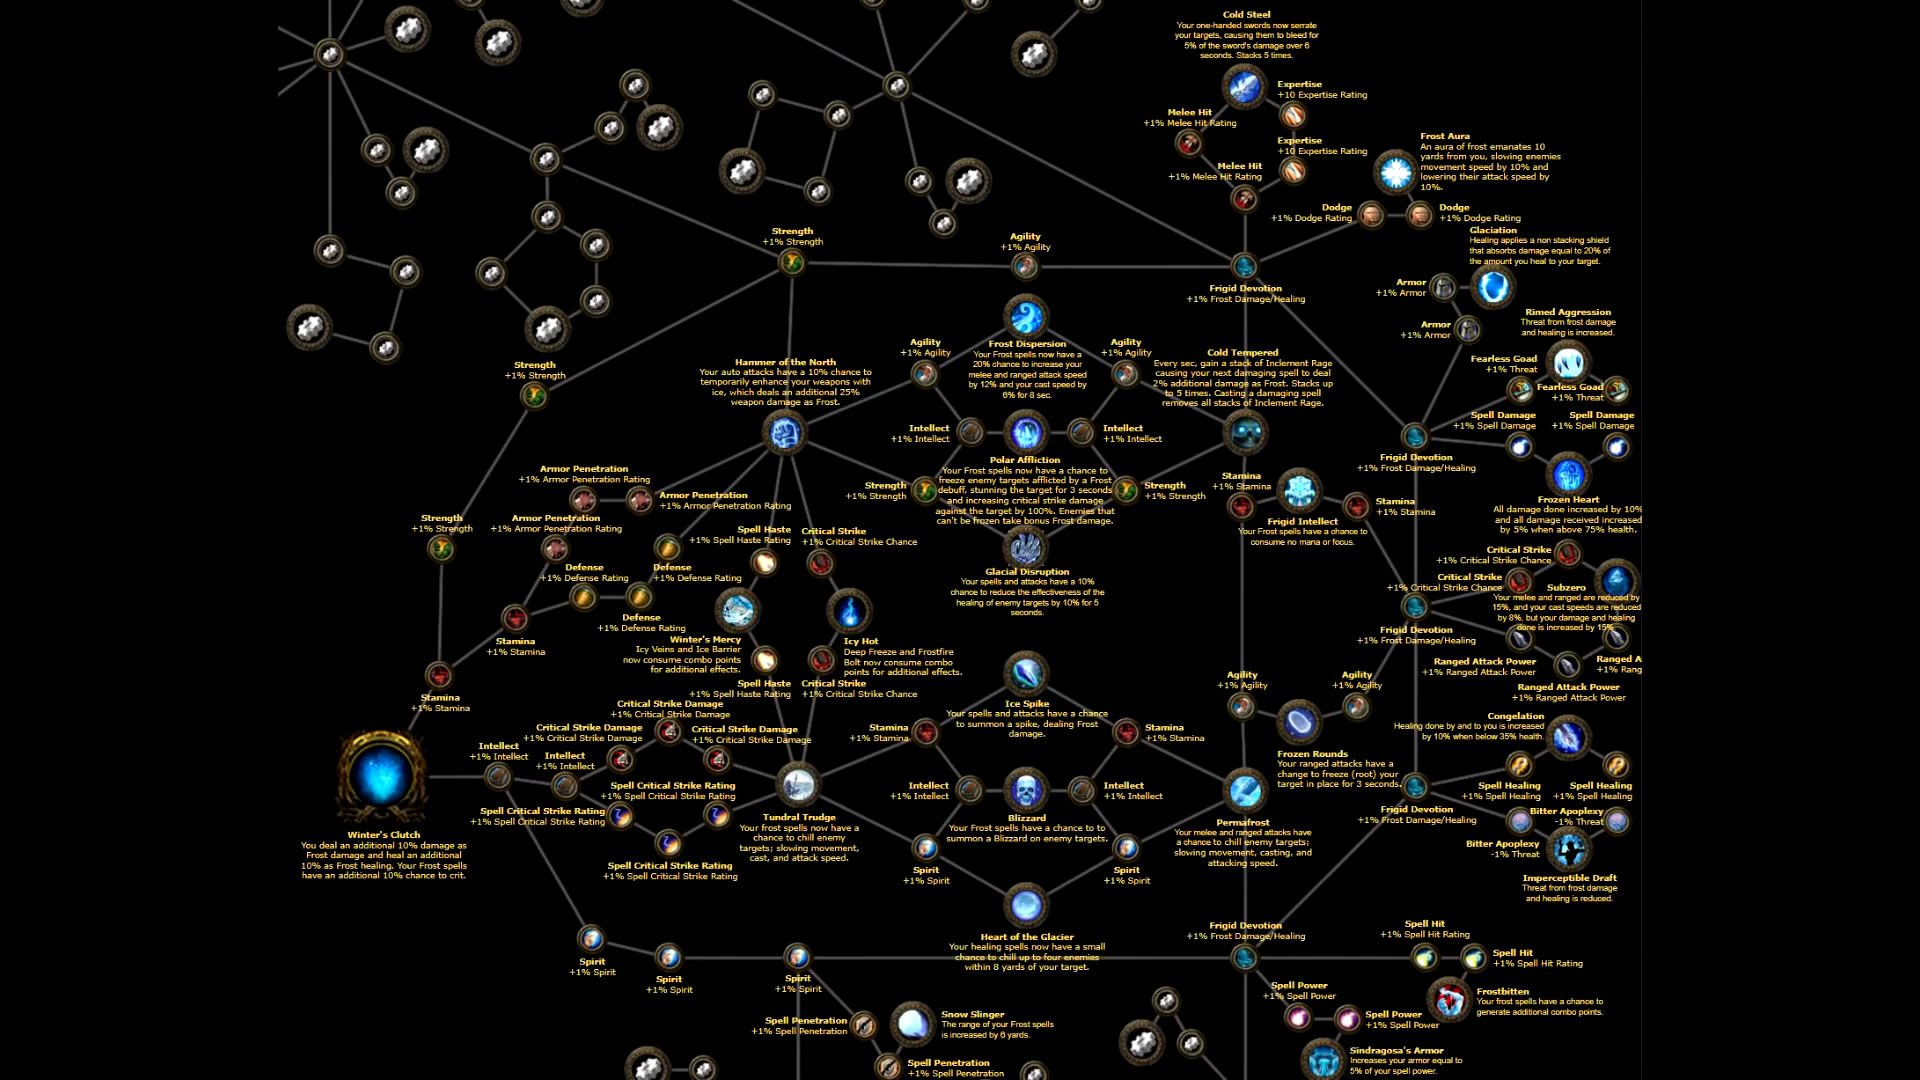 Cold Steel
Your one-handed swords now serrate
your targets, causing them to bleed for
5% of the sword's damage over 6
seconds. Stacks 5 times.
Expertise
+10 Expertise Rating
Melee Hit
+1% Melee Hit Rating
Expertise
+10 Expertise Rating
Melee Hit
+1% Melee Hit Rating
Frost Aura
An aura of frost emanates 10
yards from you, slowing enemies
movement speed by 10% and
lowering their attack speed by
10%.
Dodge
+1% Dodge Rating
Dodge
+1% Dodge Rating
Glaciation
Healing applies a non stacking shield
that absorbs damage equal to 20% of
the amount you heal to your target.
Strength
+1% Strength
Agility
+1% Agility
Frigid Devotion
+1% Frost Damage/Healing
Armor
+1% Armor
Armor
+1% Armor
Rimed Aggression
Threat from frost damage
and healing is increased.
Fearless Goad
+1% Threat
Fearless Goad
+1% Threat
Spell Damage
+1% Spell Damage
Spell Damage
+1% Spell Damage
Frigid Devotion
+1% Frost Damage/Healing
Frozen Heart
All damage done increased by 10%
and all damage received increased
by 5% when above 75% health.
Strength
+1% Strength
Hammer of the North
Your auto attacks have a 10% chance to
temporarily enhance your weapons with
ice, which deals an additional 25%
weapon damage as Frost.
Agility
+1% Agility
Frost Dispersion
Your Frost spells now have a
20% chance to increase your
melee and ranged attack speed
by 12% and your cast speed by
6% for 8 sec.
Agility
+1% Agility
Cold Tempered
Every sec, gain a stack of Inclement Rage
causing your next damaging spell to deal
2% additional damage as Frost. Stacks up
to 5 times. Casting a damaging spell
removes all stacks of Inclement Rage.
Intellect
+1% Intellect
Intellect
+1% Intellect
Polar Affliction
Your Frost spells now have a chance to
freeze enemy targets afflicted by a Frost
debuff, stunning the target for 3 seconds
and increasing critical strike damage
against the target by 100%. Enemies that
can't be frozen take bonus Frost damage.
Strength
+1% Strength
Strength
+1% Strength
Glacial Disruption
Your spells and attacks have a 10%
chance to reduce the effectiveness of the
healing of enemy targets by 10% for 5
seconds.
Stamina
+1% Stamina
Stamina
+1% Stamina
Frigid Intellect
Your Frost spells have a chance to
consume no mana or focus.
Armor Penetration
+1% Armor Penetration Rating
Armor Penetration
+1% Armor Penetration Rating
Armor Penetration
+1% Armor Penetration Rating
Strength
+1% Strength
Spell Haste
+1% Spell Haste Rating
Critical Strike
+1% Critical Strike Chance
Defense
+1% Defense Rating
Defense
+1% Defense Rating
Defense
+1% Defense Rating
Stamina
+1% Stamina
Winter's Mercy
Icy Veins and Ice Barrier
now consume combo points
for additional effects.
Icy Hot
Deep Freeze and Frostfire
Bolt now consume combo
points for additional effects.
Spell Haste
+1% Spell Haste Rating
Critical Strike
+1% Critical Strike Chance
Critical Strike
+1% Critical Strike Chance
Critical Strike
+1% Critical Strike Chance
Subzero
Your melee and ranged are reduced by
15%, and your cast speeds are reduced
by 8%, but your damage and healing
done is increased by 15%
Frigid Devotion
+1% Frost Damage/Healing
Ranged Attack Power
+1% Ranged Attack Power
Ranged A
+1% Rang
Ranged Attack Power
+1% Ranged Attack Power
Stamina
+1% Stamina
Agility
+1% Agility
Agility
+1% Agility
Frozen Rounds
Your ranged attacks have a
change to freeze (root) your
target in place for 3 seconds.
Congelation
Healing done by and to you is increased
by 10% when below 35% health.
Spell Healing
+1% Spell Healing
Spell Healing
+1% Spell Healing
Frigid Devotion
+1% Frost Damage/Healing
Bitter Apoplexy
-1% Threat
Bitter Apoplexy
-1% Threat
Imperceptible Draft
Threat from frost damage
and healing is reduced.
Critical Strike Damage
+1% Critical Strike Damage
Critical Strike Damage
+1% Critical Strike Damage
Critical Strike Damage
+1% Critical Strike Damage
Intellect
+1% Intellect
Intellect
+1% Intellect
Spell Critical Strike Rating
+1% Spell Critical Strike Rating
Spell Critical Strike Rating
+1% Spell Critical Strike Rating
Spell Critical Strike Rating
+1% Spell Critical Strike Rating
Winter's Clutch
You deal an additional 10% damage as
Frost damage and heal an additional
10% as Frost healing. Your Frost spells
have an additional 10% chance to crit.
Tundral Trudge
Your frost spells now have a
chance to chill enemy
targets; slowing movement,
cast, and attack speed.
Ice Spike
Your spells and attacks have a chance
to summon a spike, dealing Frost
damage.
Stamina
+1% Stamina
Stamina
+1% Stamina
Intellect
+1% Intellect
Intellect
+1% Intellect
Blizzard
Your Frost spells have a chance to to
summon a Blizzard on enemy targets.
Permafrost
Your melee and ranged attacks have
a chance to chill enemy targets;
slowing movement, casting, and
attacking speed.
Spirit
+1% Spirit
Spirit
+1% Spirit
Heart of the Glacier
Your healing spells now have a small
chance to chill up to four enemies
within 8 yards of your target.
Frigid Devotion
+1% Frost Damage/Healing
Spell Hit
+1% Spell Hit Rating
Spell Hit
+1% Spell Hit Rating
Spirit
+1% Spirit
Spirit
+1% Spirit
Spirit
+1% Spirit
Spell Power
+1% Spell Power
Spell Power
+1% Spell Power
Frostbitten
Your frost spells have a chance to
generate additional combo points.
Spell Penetration
+1% Spell Penetration
Snow Slinger
The range of your Frost spells
is increased by 6 yards.
Spell Penetration
+1% Spell Penetration
Sindragosa's Armor
Increases your armor equal to
5% of your spell power.